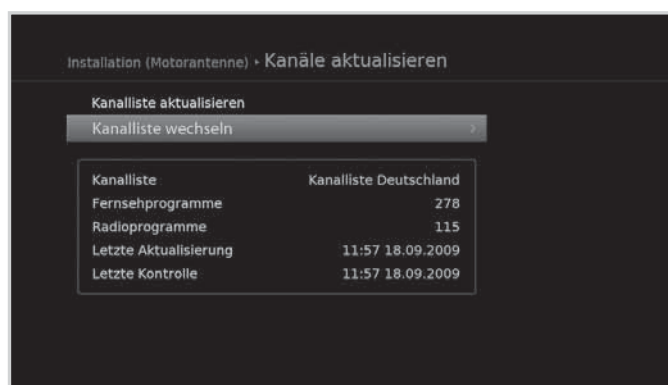 Installation (Motorantenne) ▸ Kanäle aktualisieren
Kanalliste aktualisieren
Kanalliste wechseln
Kanalliste Kanalliste Deutschland
Fernsehprogramme 278
Radioprogramme 115
Letzte Aktualisierung 11:57 18.09.2009
Letzte Kontrolle 11:57 18.09.2009